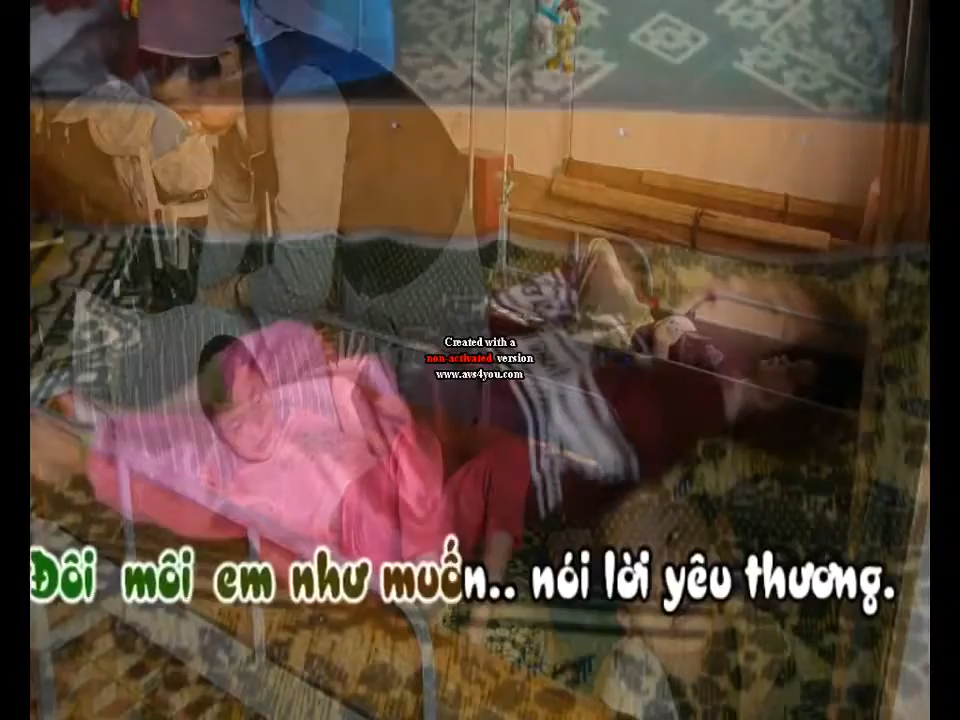 Created with a
non-activated version
www.avs4you.com
Đôi môi em như muốn.. nói lời yêu thương.